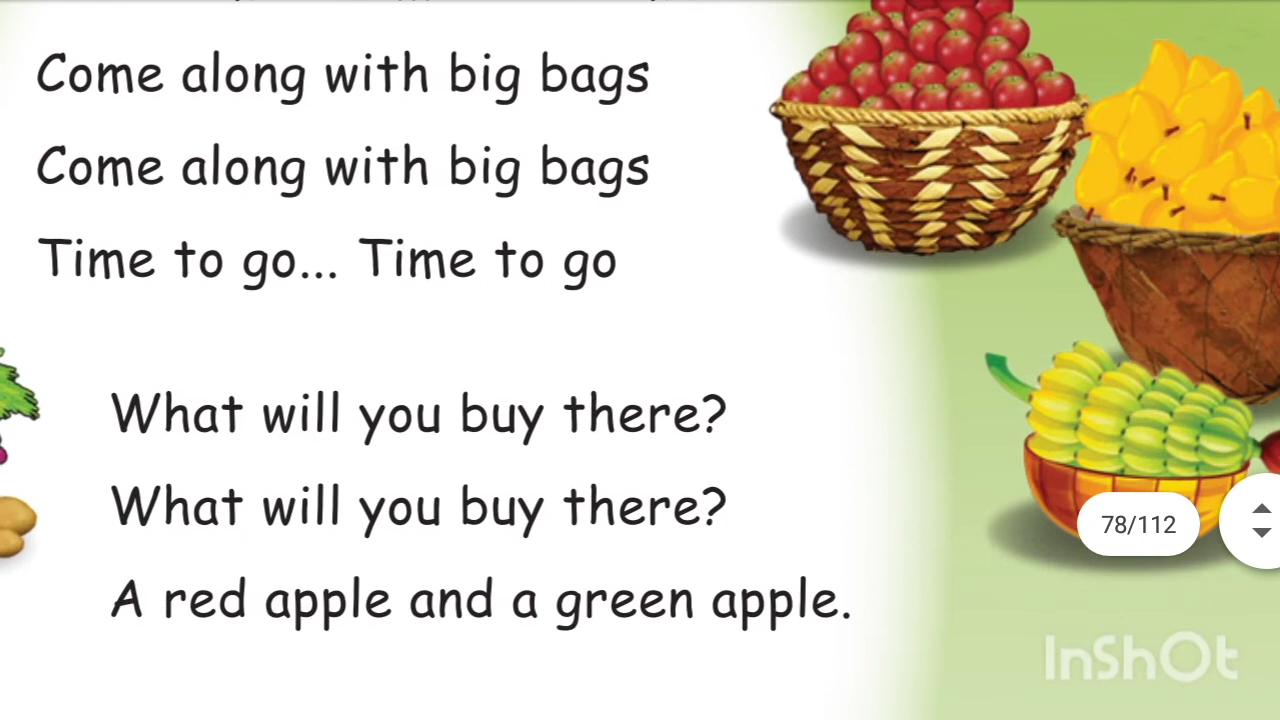 Come along with big bags
Come along with big bags
Time to go... Time to go
What will you buy there?
What will you buy there?
A red apple and a green apple.
78/112
InShOt